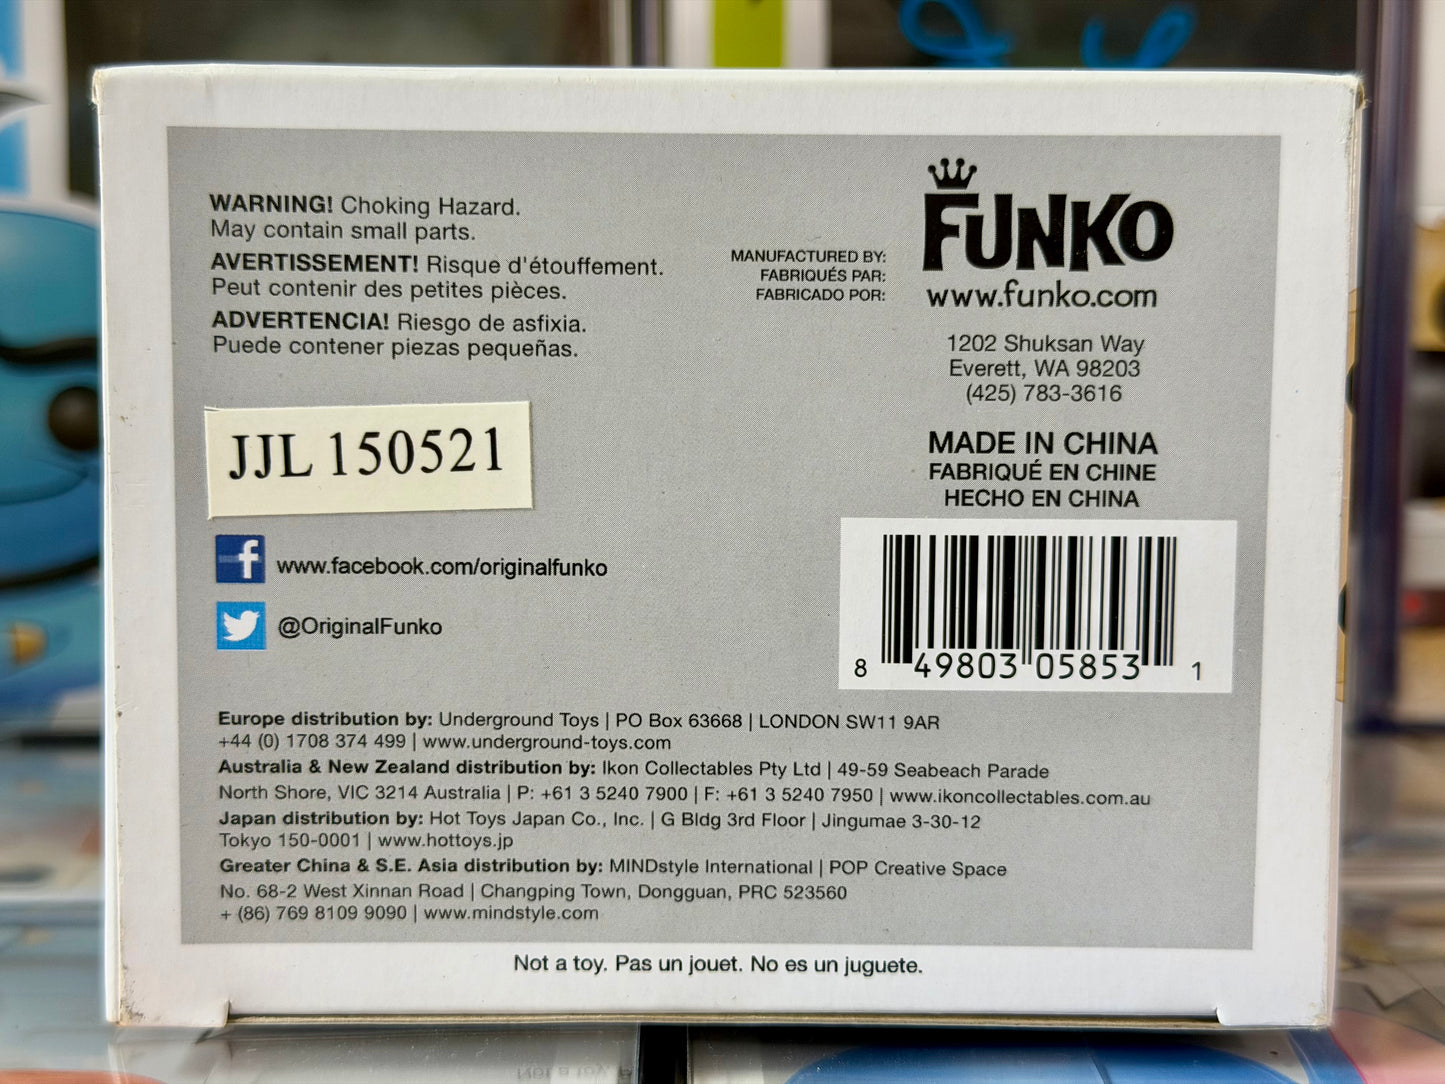 WARNING! Choking Hazard.
May contain small parts.
AVERTISSEMENT! Risque d'étouffement.
Peut contenir des petites pièces.
ADVERTENCIA! Riesgo de asfixia.
Puede contener piezas pequeñas.
MANUFACTURED BY:
FABRIQUÉS PAR:
FABRICADO POR:
FUNKO
www.funko.com
1202 Shuksan Way
Everett, WA 98203
(425) 783-3616
MADE IN CHINA
FABRIQUÉ EN CHINE
HECHO EN CHINA
JJL 150521
www.facebook.com/originalfunko
@OriginalFunko
8 49803 05853 1
Europe distribution by: Underground Toys | PO Box 63668 | LONDON SW11 9AR
+44 (0) 1708 374 499 | www.underground-toys.com
Australia & New Zealand distribution by: Ikon Collectables Pty Ltd | 49-59 Seabeach Parade
North Shore, VIC 3214 Australia | P: +61 3 5240 7900 | F: +61 3 5240 7950 | www.ikoncollectables.com.au
Japan distribution by: Hot Toys Japan Co., Inc. | G Bldg 3rd Floor | Jingumae 3-30-12
Tokyo 150-0001 | www.hottoys.jp
Greater China & S.E. Asia distribution by: MINDstyle International | POP Creative Space
No. 68-2 West Xinnan Road | Changping Town, Dongguan, PRC 523560
+ (86) 769 8109 9090 | www.mindstyle.com
Not a toy. Pas un jouet. No es un juguete.